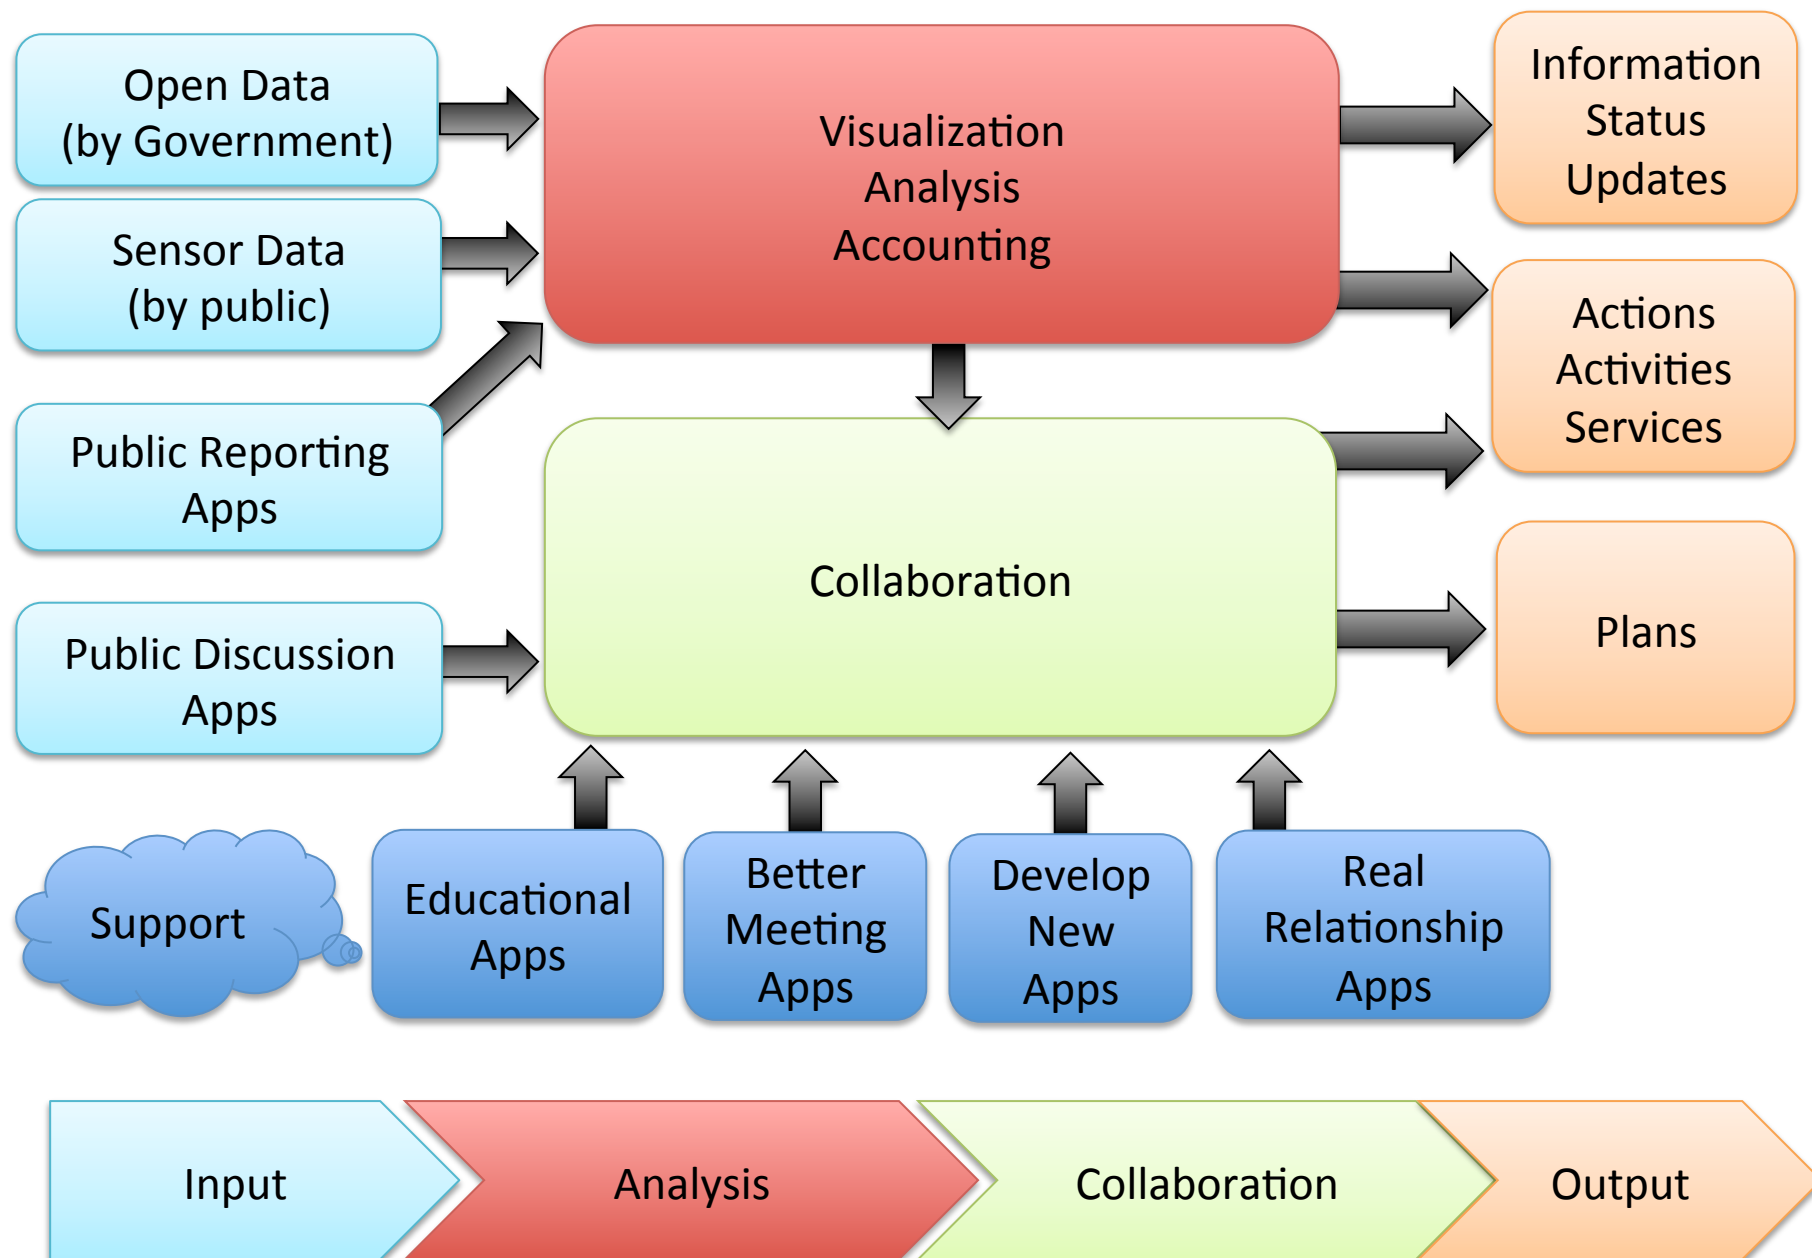 Open Data
(by Government)
Sensor Data
(by public)
Public Reporting
Apps
Public Discussion
Apps
Visualization
Analysis
Accounting
Collaboration
Information
Status
Updates
Actions
Activities
Services
Plans
Support
Educational
Apps
Better
Meeting
Apps
Develop
New
Apps
Real
Relationship
Apps
Input
Analysis
Collaboration
Output